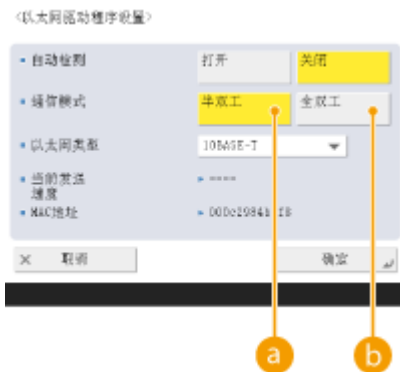 <以太网驱动程序设置>
自动检测 打开 关闭
通信模式 半双工 全双工
以太网类型 10BASE-T
当前发送
速度 ----
MAC地址
× 取消 确定
a b